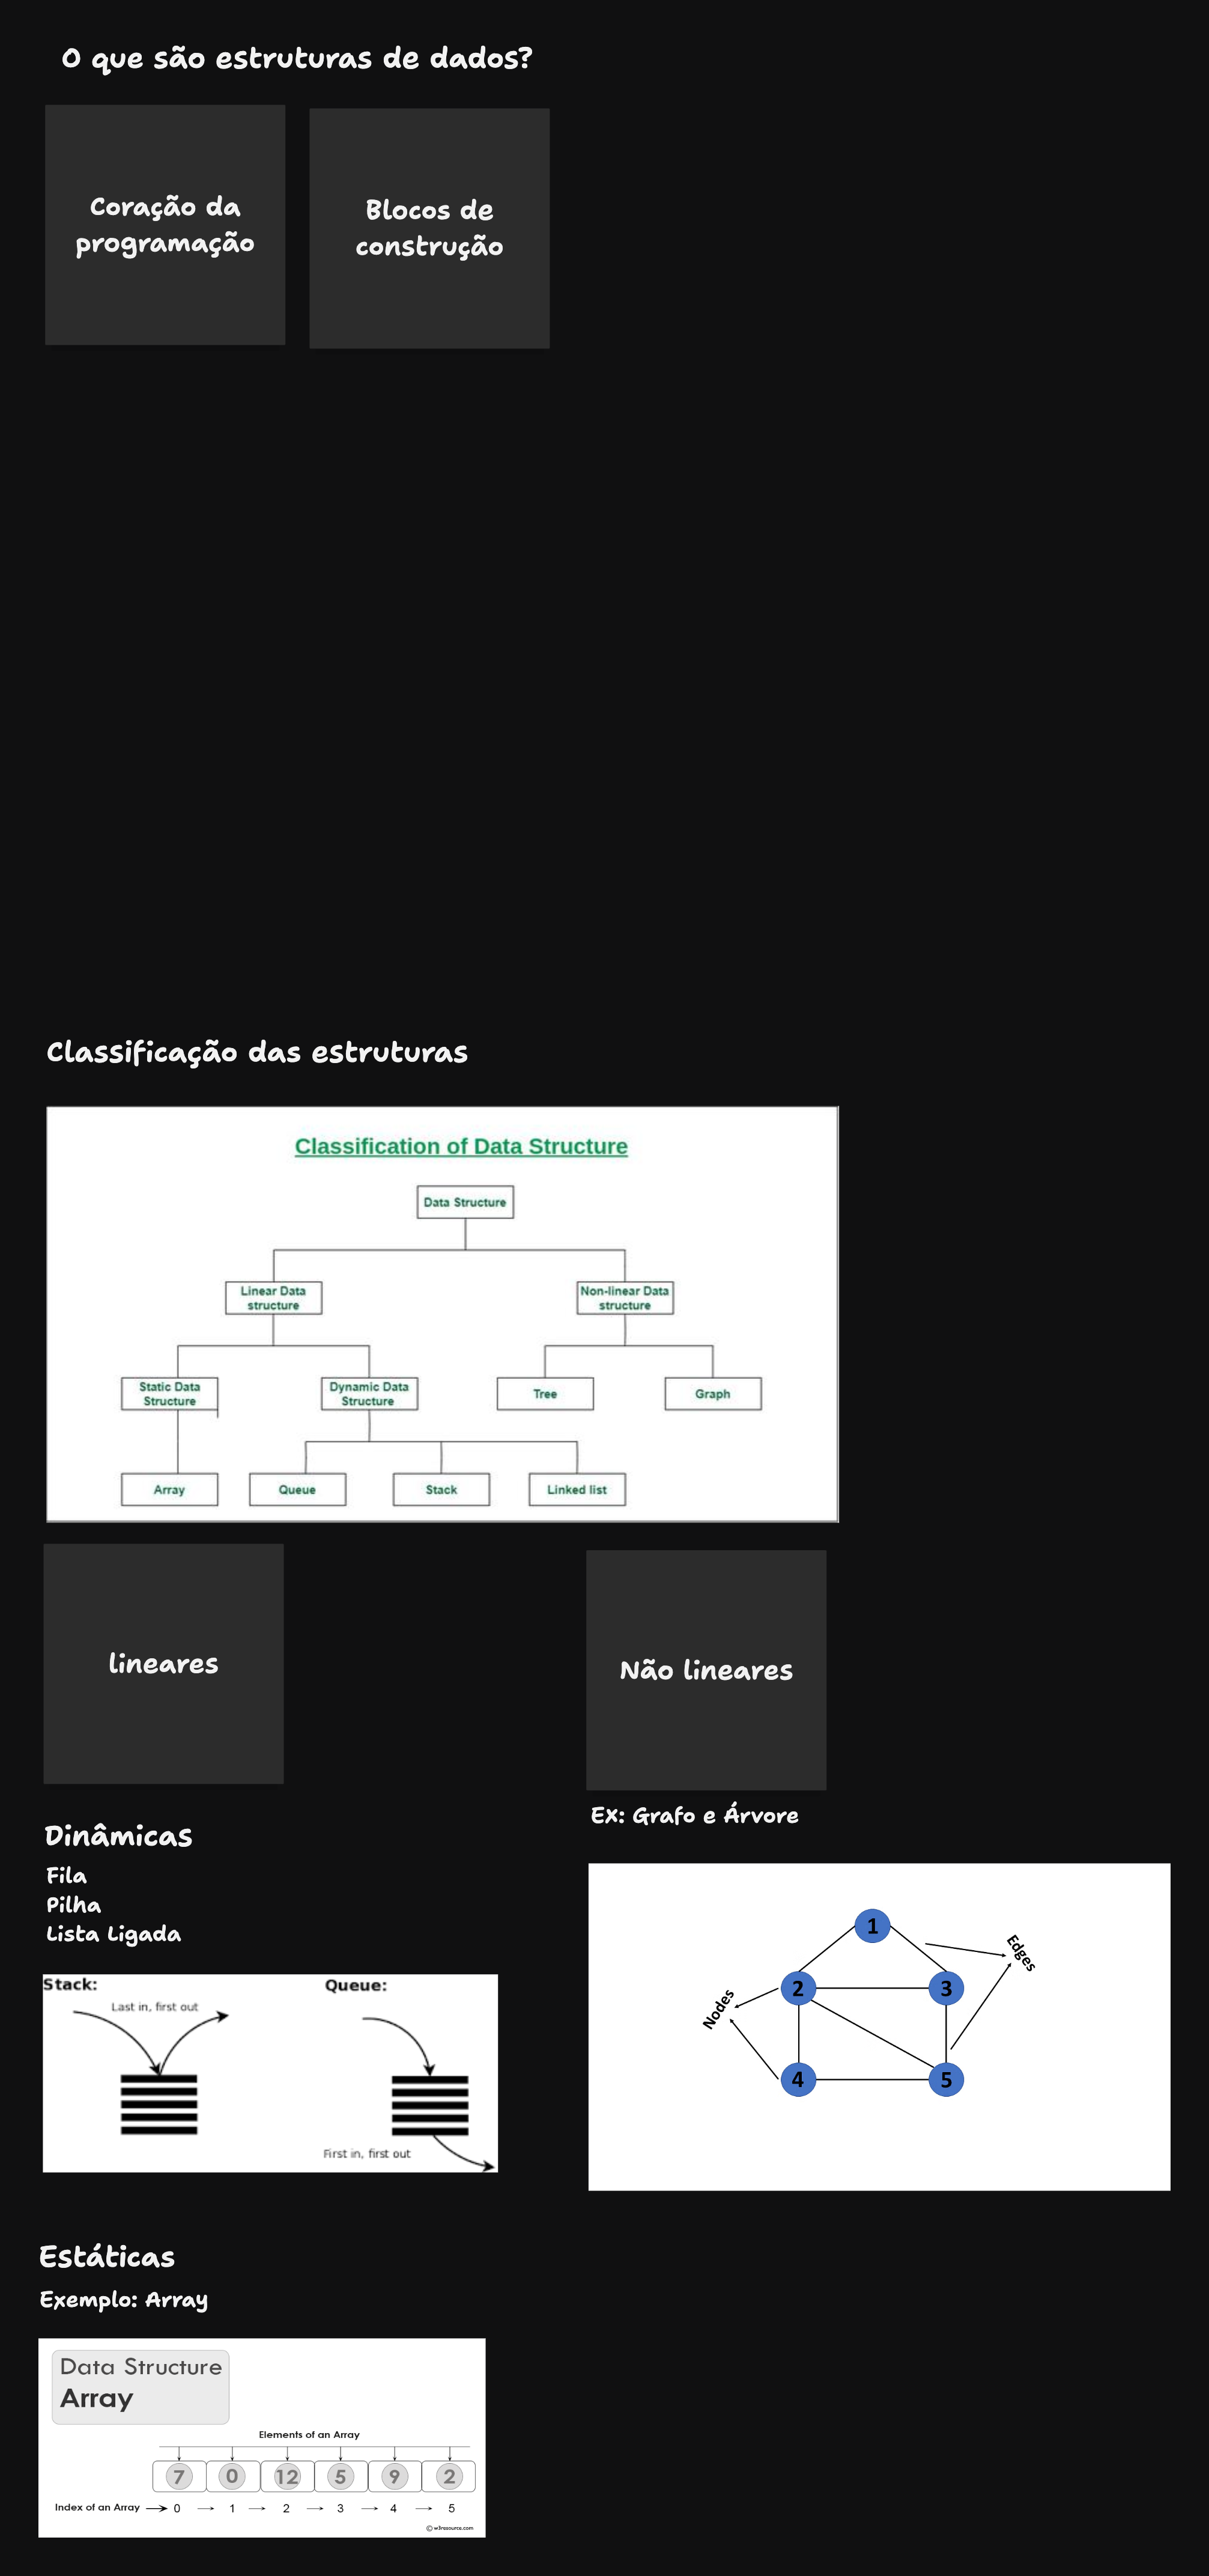 O que são estruturas de dados?
Coração da
programação
Blocos de
construção
Classificação das estruturas
Classification of Data Structure
Data Structure
Linear Data
structure
Non-linear Data
structure
Static Data
Structure
Dynamic Data
Structure
Tree
Graph
Array
Queue
Stack
Linked list
lineares
Não lineares
Dinâmicas
Fila
Pilha
Lista Ligada
Stack:
Last in, first out
Queue:
First in, first out
EX: Grafo e Árvore
1
2
3
4
5
Nodes
Edges
Estáticas
Exemplo: Array
Data Structure
Array
Elements of an Array
7 0 12 5 9 2
Index of an Array 0 1 2 3 4 5
© w3resource.com